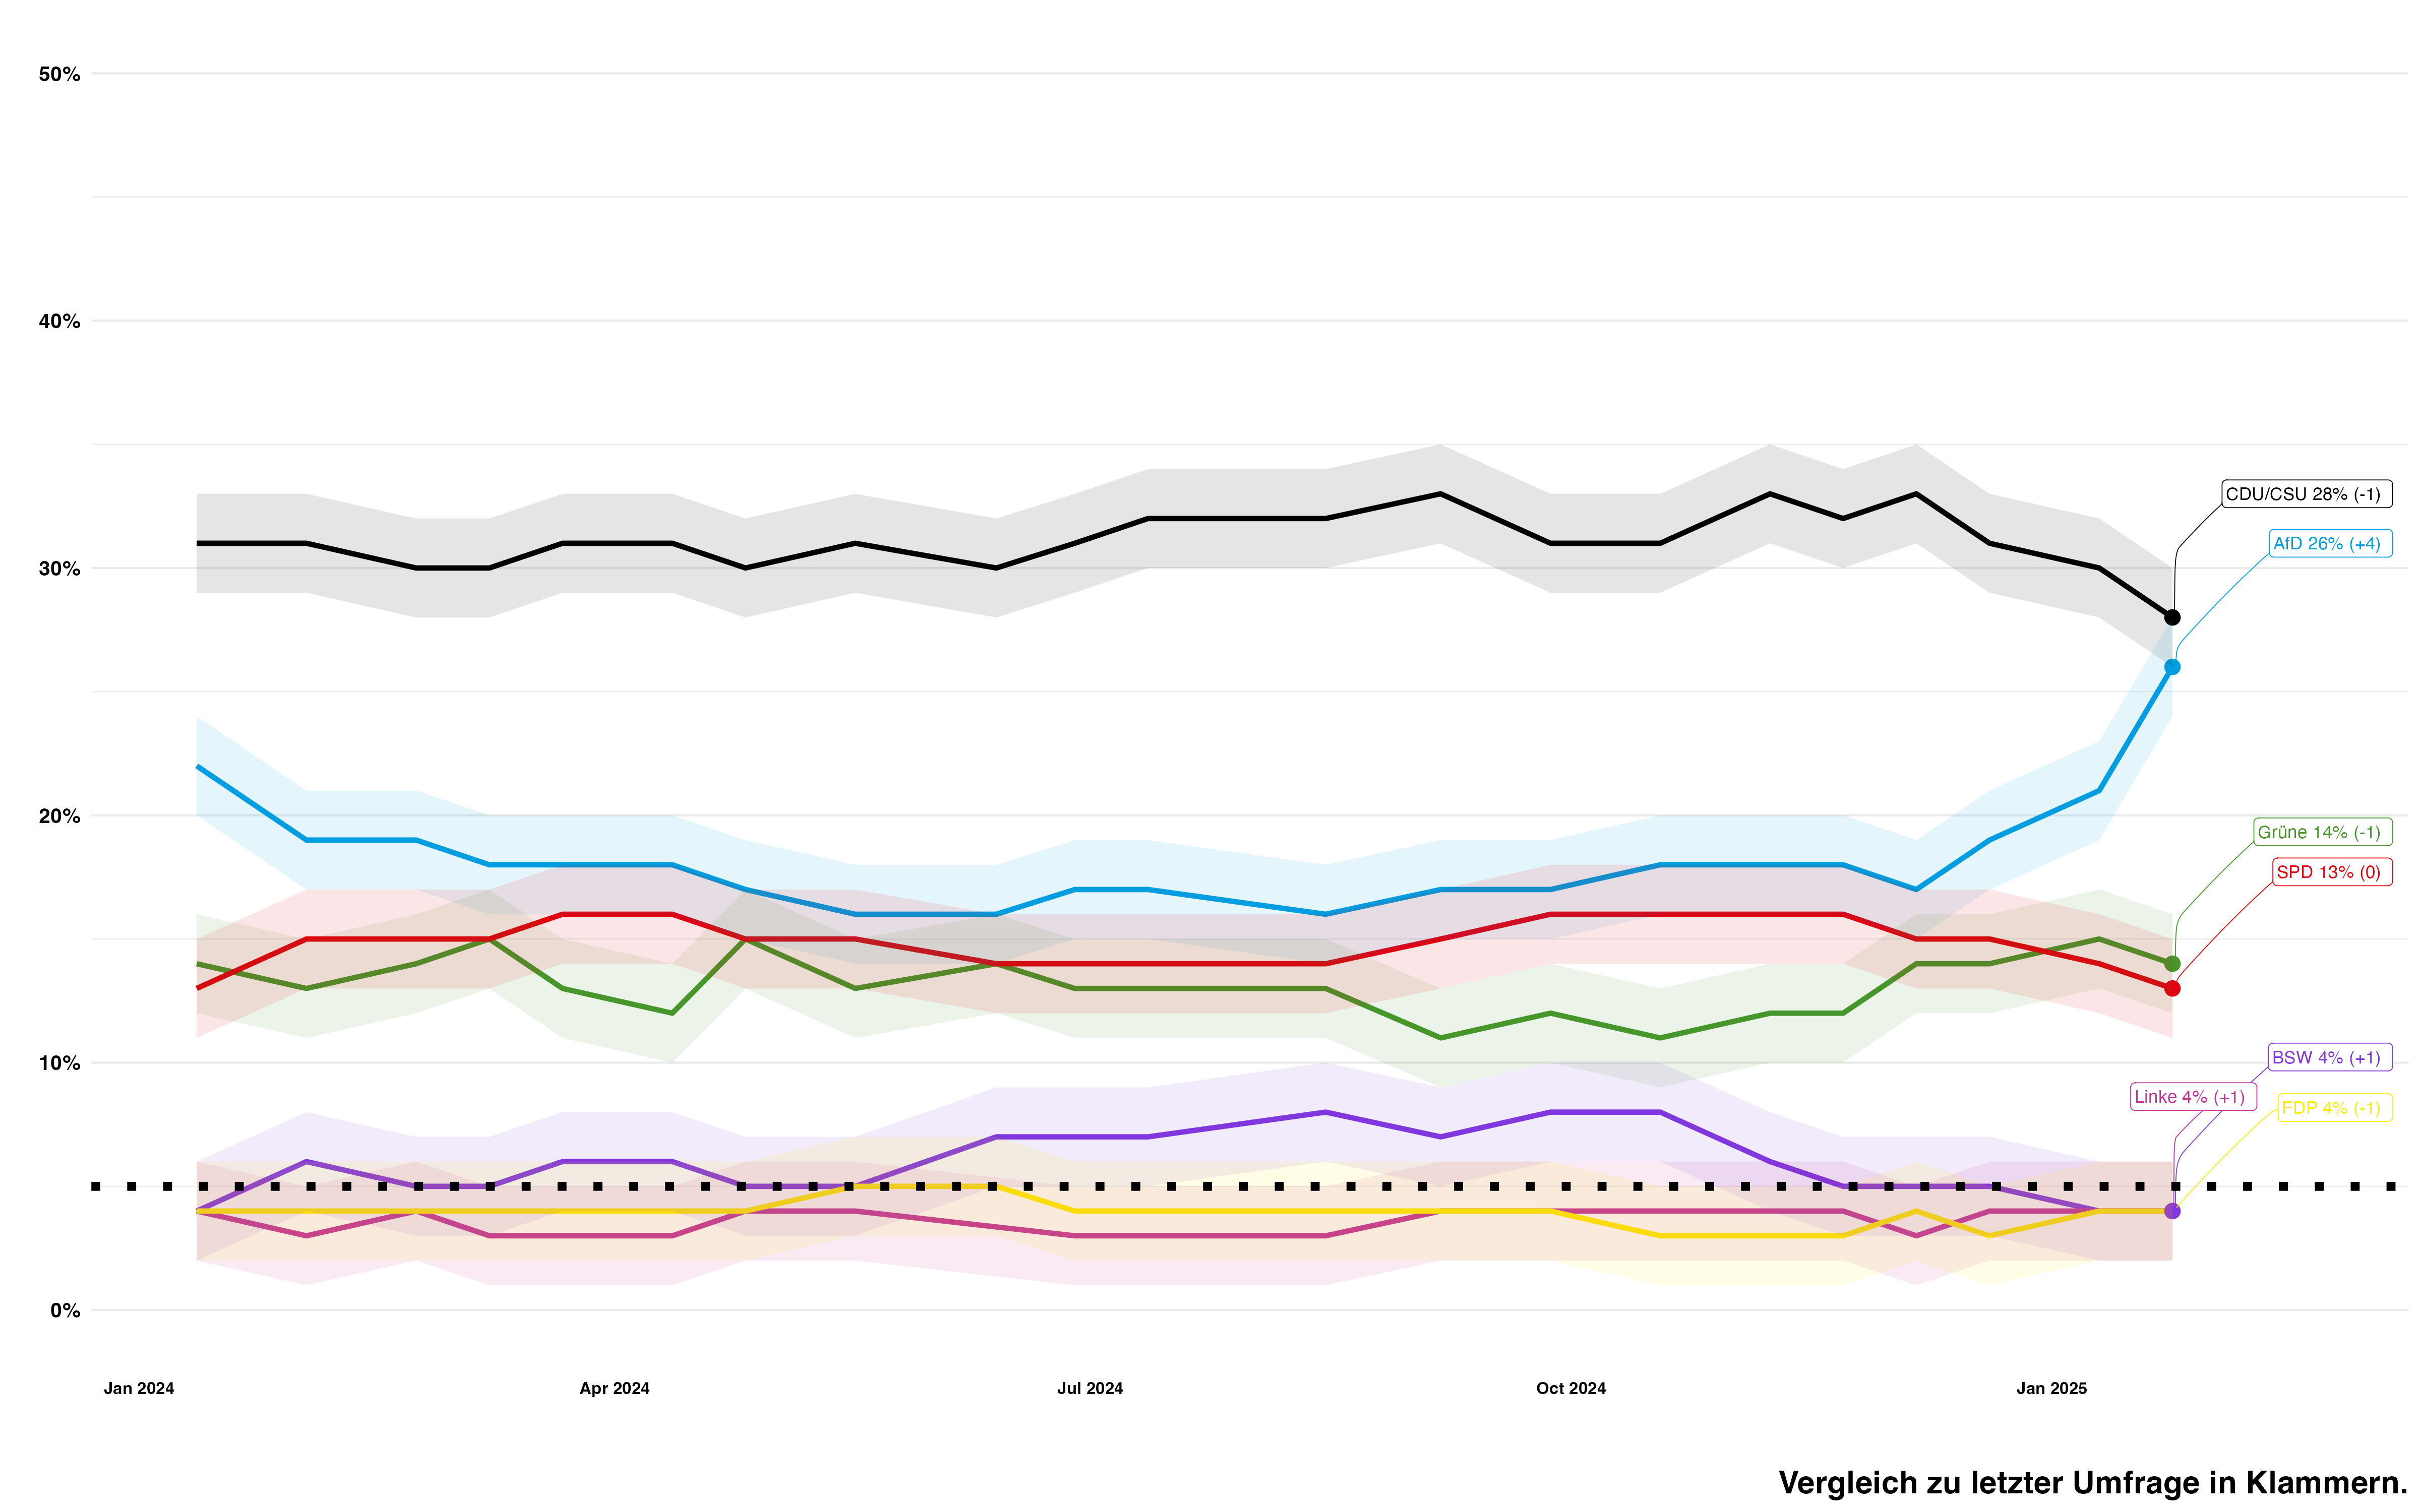 50%
40%
30%
20%
10%
0%
CDU/CSU 28% (-1)
AfD 26% (+4)
Grüne 14% (-1)
SPD 13% (0)
BSW 4% (+1)
Linke 4% (+1)
FDP 4% (-1)
Jan 2024
Apr 2024
Jul 2024
Oct 2024
Jan 2025
Vergleich zu letzter Umfrage in Klammern.